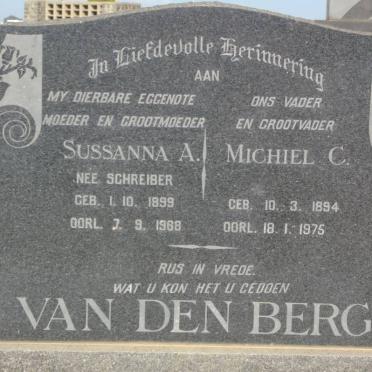 In Liefdevolle Herinnering
AAN
MY DIERBARE EGGENOTE
MOEDER EN GROOTMOEDER
SUSSANNA A.
NEE SCHREIBER
GEB. 1. 10. 1899
OORL. 7. 9. 1968
ONS VADER
EN GROOTVADER
MICHIEL C.
GEB. 10. 3. 1894
OORL. 18. 1. 1975
RUS IN VREDE.
WAT U KON HET U GEDOEN
VAN DEN BERG